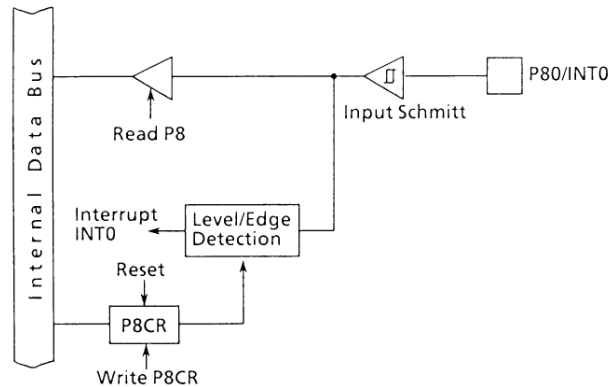 Internal Data Bus
P80/INT0
Input Schmitt
Read P8
Interrupt
INT0
Level/Edge
Detection
Reset
P8CR
Write P8CR